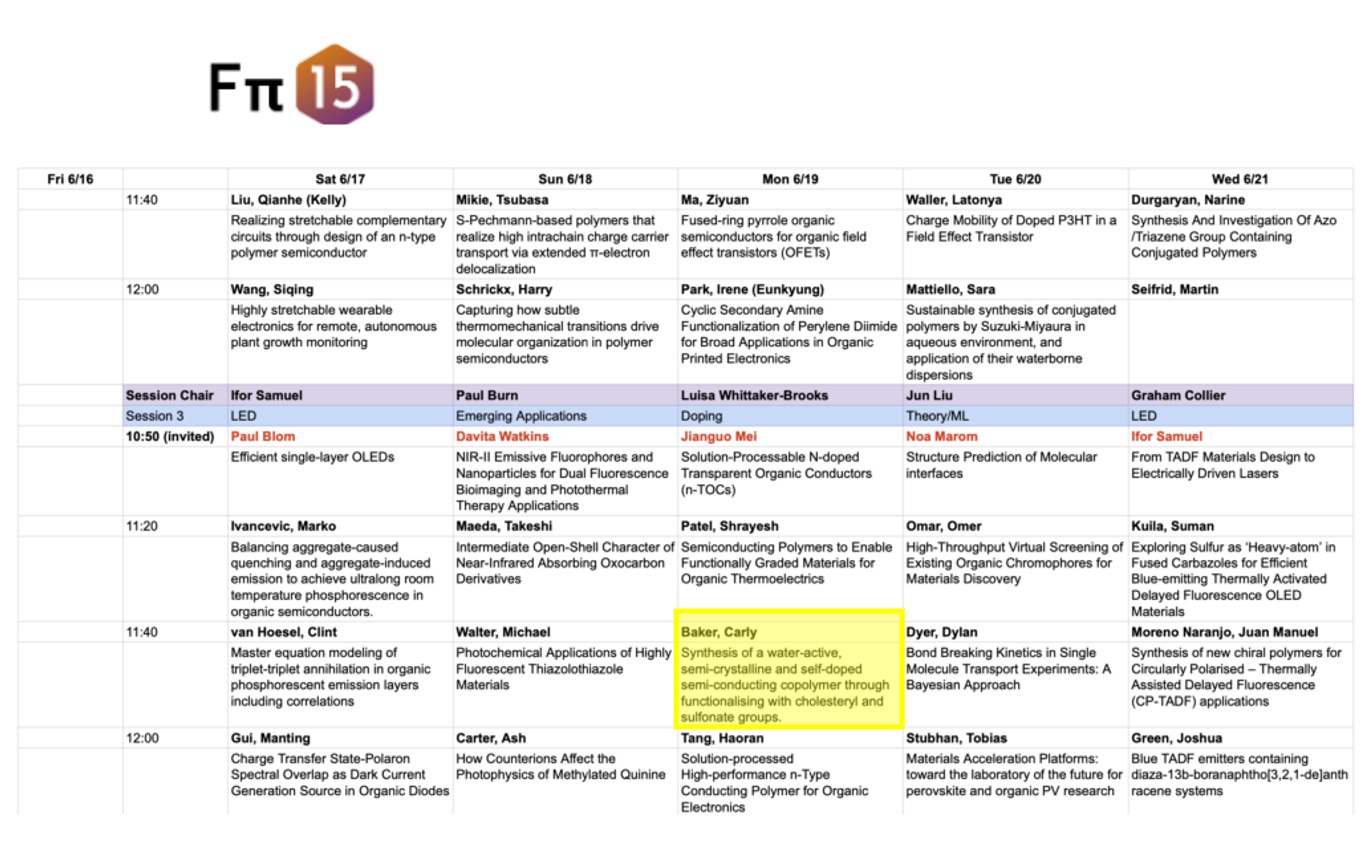 Fπ 15
Fri 6/16 Sat 6/17 Sun 6/18 Mon 6/19 Tue 6/20 Wed 6/21
11:40 Liu, Qianhe (Kelly) Mikie, Tsubasa Ma, Ziyuan Waller, Latonya Durgaryan, Narine
Realizing stretchable complementary S-Pechmann-based polymers that Fused-ring pyrrole organic Charge Mobility of Doped P3HT in a Synthesis And Investigation Of Azo
circuits through design of an n-type realize high intrachain charge carrier semiconductors for organic field Field Effect Transistor /Triazene Group Containing
polymer semiconductor transport via extended π-electron effect transistors (OFETs) Conjugated Polymers
delocalization
12:00 Wang, Siqing Schrickx, Harry Park, Irene (Eunkyung) Mattiello, Sara Seifrid, Martin
Highly stretchable wearable Capturing how subtle Cyclic Secondary Amine Sustainable synthesis of conjugated
electronics for remote, autonomous thermomechanical transitions drive Functionalization of Perylene Diimide polymers by Suzuki-Miyaura in
plant growth monitoring molecular organization in polymer for Broad Applications in Organic aqueous environment, and
semiconductors Printed Electronics application of their waterborne
dispersions
Session Chair Ifor Samuel Paul Burn Luisa Whittaker-Brooks Jun Liu Graham Collier
Session 3 LED Emerging Applications Doping Theory/ML LED
10:50 (invited) Paul Blom Davita Watkins Jianguo Mei Noa Marom Ifor Samuel
Efficient single-layer OLEDs NIR-II Emissive Fluorophores and Solution-Processable N-doped Structure Prediction of Molecular From TADF Materials Design to
Nanoparticles for Dual Fluorescence Transparent Organic Conductors interfaces Electrically Driven Lasers
Bioimaging and Photothermal (n-TOCs)
Therapy Applications
11:20 Ivancevic, Marko Maeda, Takeshi Patel, Shrayesh Omar, Omer Kuila, Suman
Balancing aggregate-caused Intermediate Open-Shell Character of Semiconducting Polymers to Enable High-Throughput Virtual Screening of Exploring Sulfur as ‘Heavy-atom’ in
quenching and aggregate-induced Near-Infrared Absorbing Oxocarbon Functionally Graded Materials for Existing Organic Chromophores for Fused Carbazoles for Efficient
emission to achieve ultralong room Derivatives Organic Thermoelectrics Materials Discovery Blue-emitting Thermally Activated
temperature phosphorescence in Delayed Fluorescence OLED
organic semiconductors. Materials
11:40 van Hoesel, Clint Walter, Michael Baker, Carly Dyer, Dylan Moreno Naranjo, Juan Manuel
Master equation modeling of Photochemical Applications of Highly Synthesis of a water-active, Bond Breaking Kinetics in Single Synthesis of new chiral polymers for
triplet-triplet annihilation in organic Fluorescent Thiazolothiazole semi-crystalline and self-doped Molecule Transport Experiments: A Circularly Polarised – Thermally
phosphorescent emission layers Materials semi-conducting copolymer through Bayesian Approach Assisted Delayed Fluorescence
including correlations functionalising with cholesteryl and (CP-TADF) applications
sulfonate groups.
12:00 Gui, Manting Carter, Ash Tang, Haoran Stubhan, Tobias Green, Joshua
Charge Transfer State-Polaron How Counterions Affect the Solution-processed Materials Acceleration Platforms: Blue TADF emitters containing
Spectral Overlap as Dark Current Photophysics of Methylated Quinine High-performance n-Type toward the laboratory of the future for diaza-13b-boranaphtho[3,2,1-de]anth
Generation Source in Organic Diodes Conducting Polymer for Organic perovskite and organic PV research racene systems
Electronics